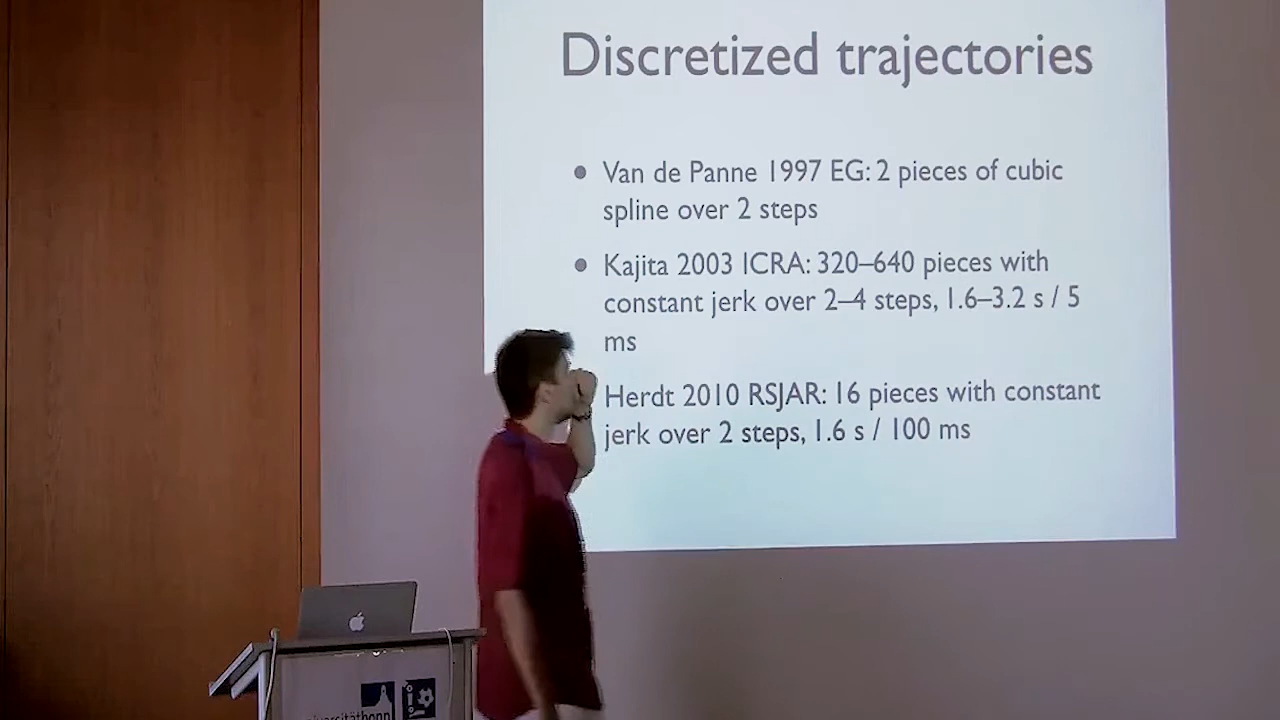 Discretized trajectories
• Van de Panne 1997 EG: 2 pieces of cubic
spline over 2 steps
• Kajita 2003 ICRA: 320–640 pieces with
constant jerk over 2–4 steps, 1.6–3.2 s / 5
ms
Herdt 2010 RSJAR: 16 pieces with constant
jerk over 2 steps, 1.6 s / 100 ms